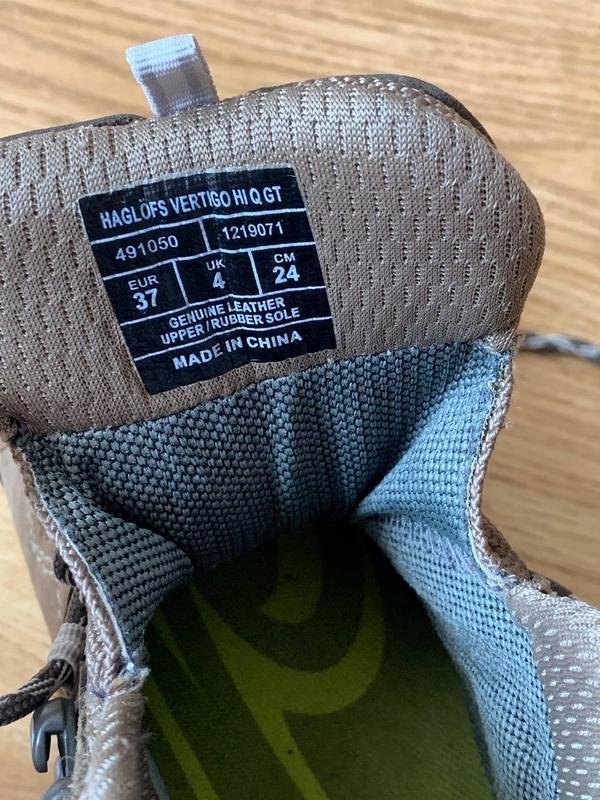 HAGLÖFS VERTIGO HI Q GT
491050 1219071
EUR UK CM
37 4 24
GENUINE LEATHER
UPPER / RUBBER SOLE
MADE IN CHINA